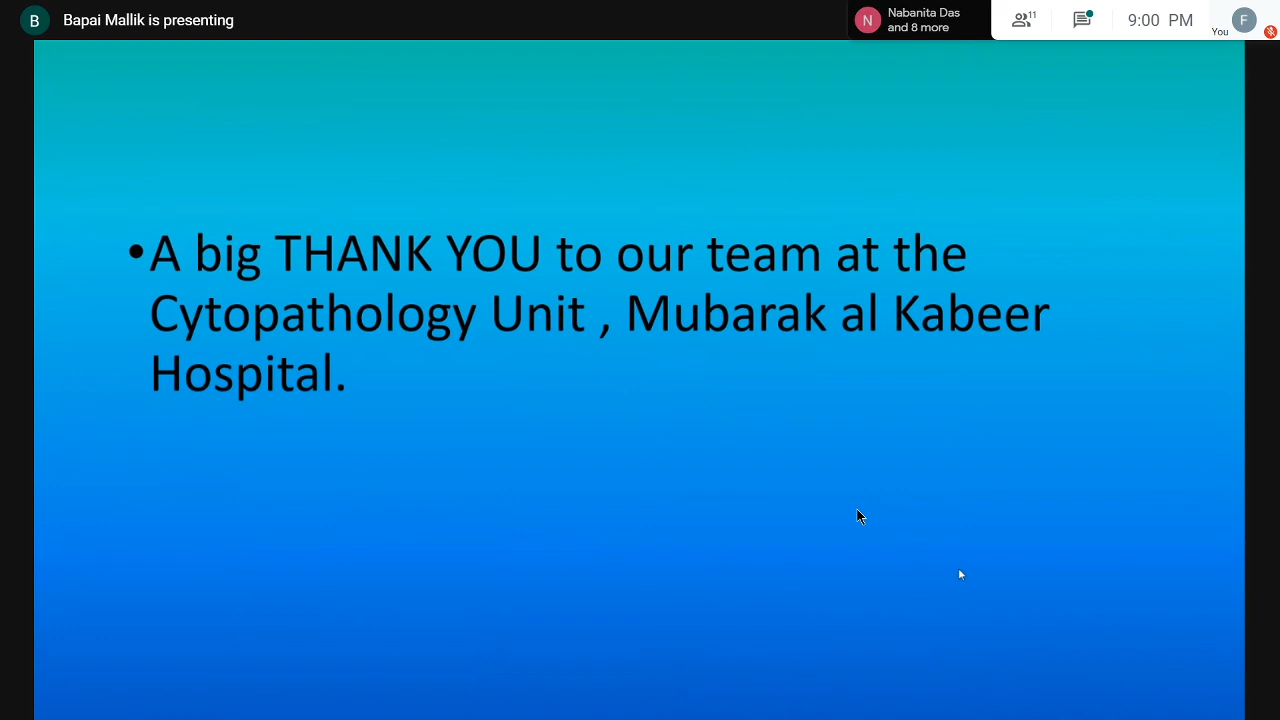 B Bapai Mallik is presenting
N Nabanita Das
and 8 more
11
9:00 PM
You F
•A big THANK YOU to our team at the
Cytopathology Unit , Mubarak al Kabeer
Hospital.